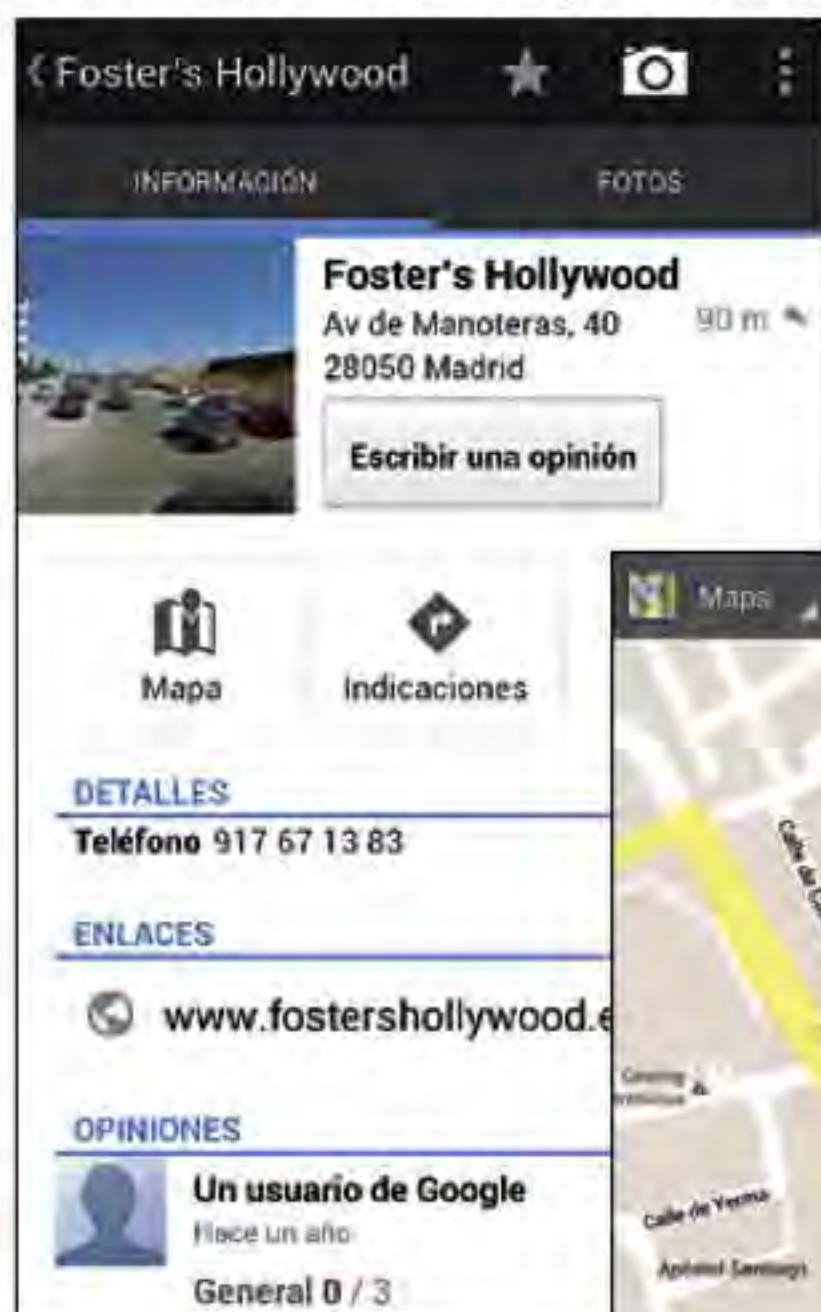 Foster's Hollywood
INFORMACIÓN
FOTOS
Foster's Hollywood
Av de Manoteras, 40
90 m
28050 Madrid
Escribir una opinión
Mapa
Indicaciones
DETALLES
Teléfono 917 67 13 83
ENLACES
www.fostershollywood.e
OPINIONES
Un usuario de Google
Hace un año
General 0 / 3
Maps
Calle de
Calle de Yerma